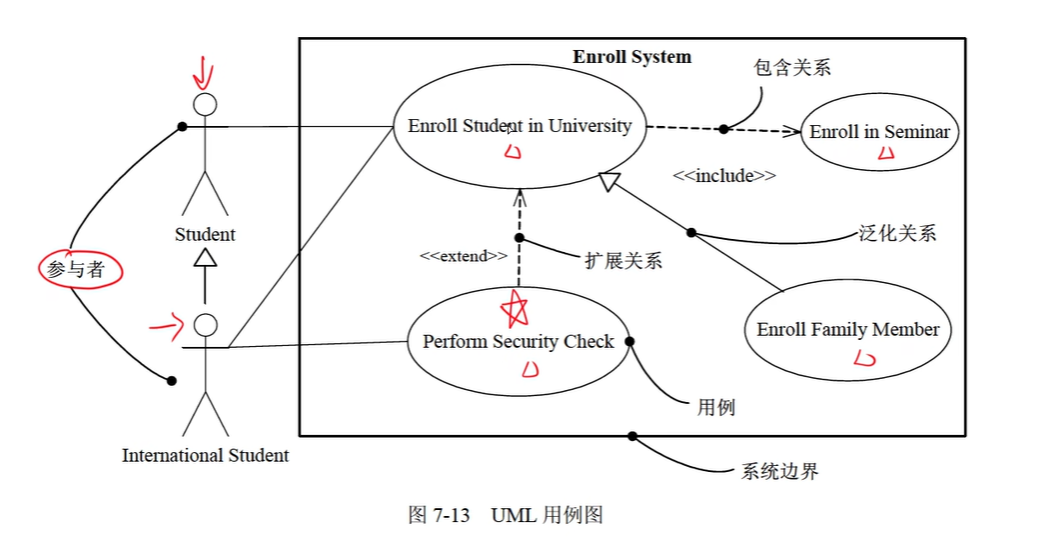 Enroll System
包含关系
Enroll Student in University
Enroll in Seminar
<<include>>
Student
泛化关系
<<extend>>
扩展关系
参与者
Enroll Family Member
Perform Security Check
用例
International Student
系统边界
图 7-13 UML 用例图